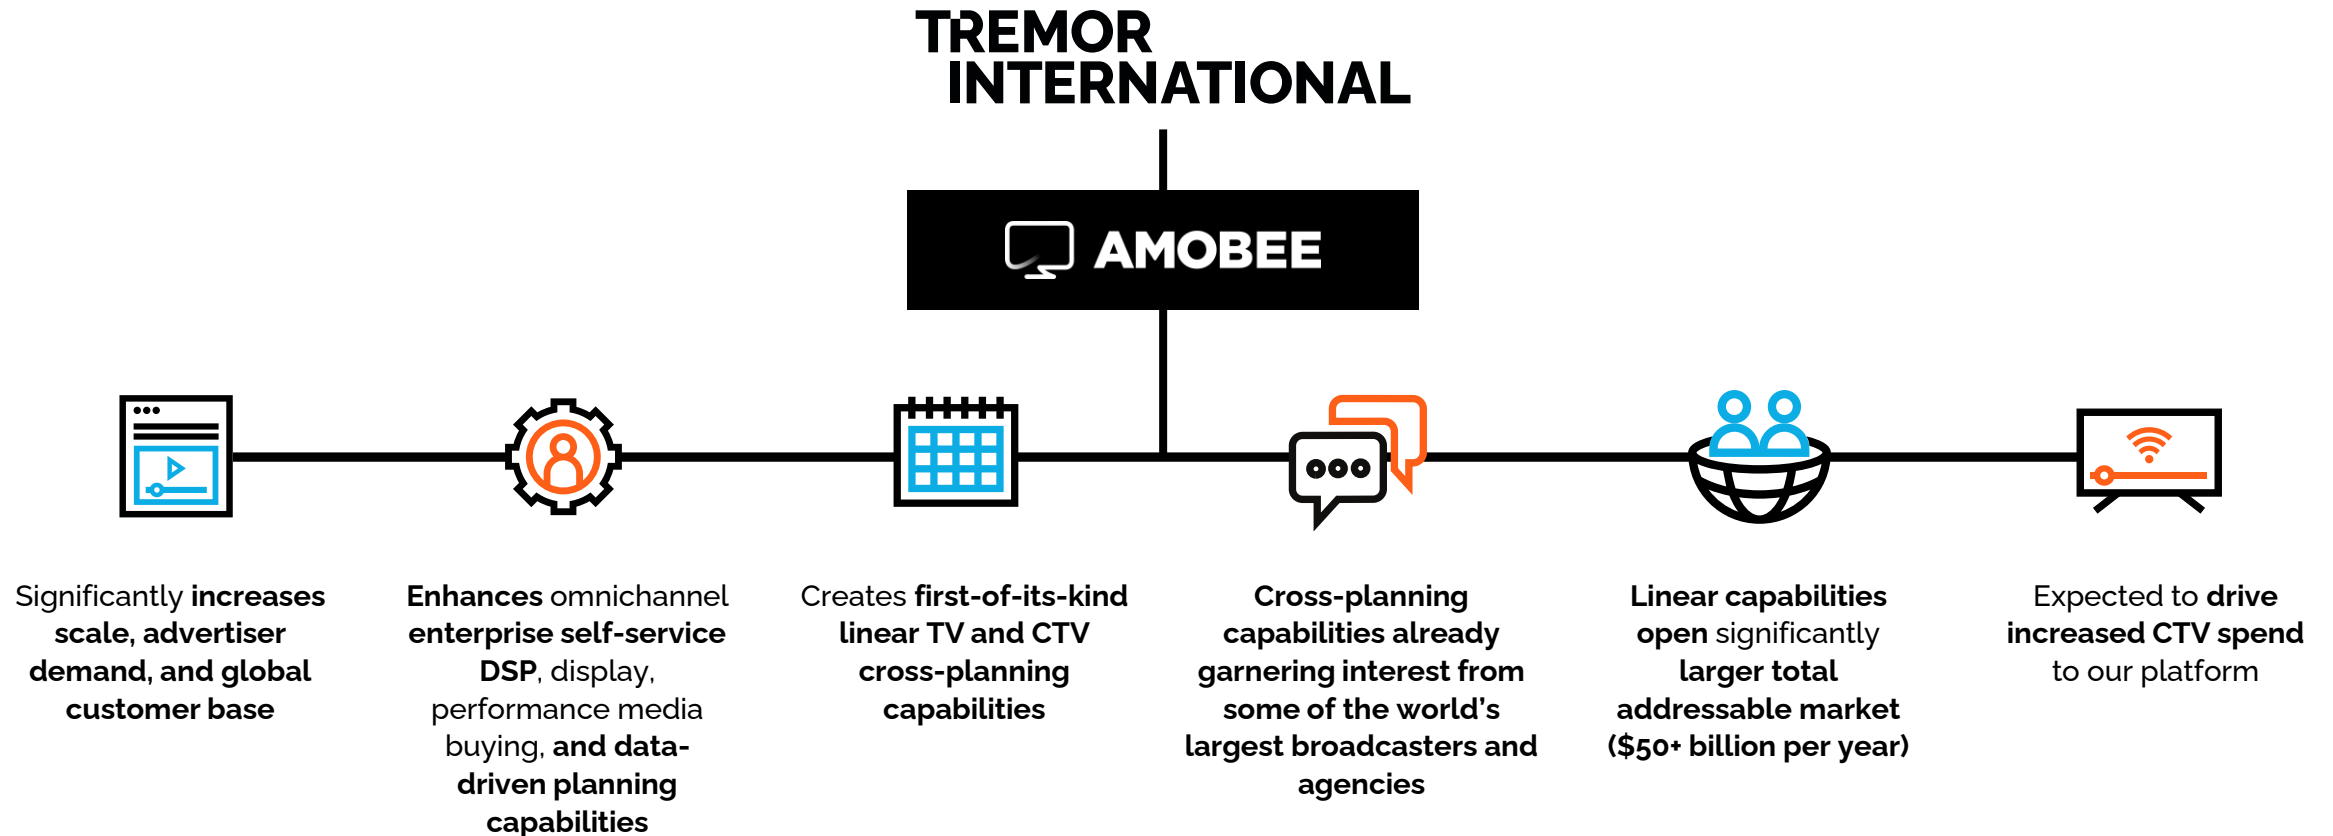 TREMOR
INTERNATIONAL
AMOBEE
Significantly increases
scale, advertiser
demand, and global
customer base
Enhances omnichannel
enterprise self-service
DSP, display,
performance media
buying, and data-
driven planning
capabilities
Creates first-of-its-kind
linear TV and CTV
cross-planning
capabilities
Cross-planning
capabilities already
garnering interest from
some of the world’s
largest broadcasters and
agencies
Linear capabilities
open significantly
larger total
addressable market
($50+ billion per year)
Expected to drive
increased CTV spend
to our platform